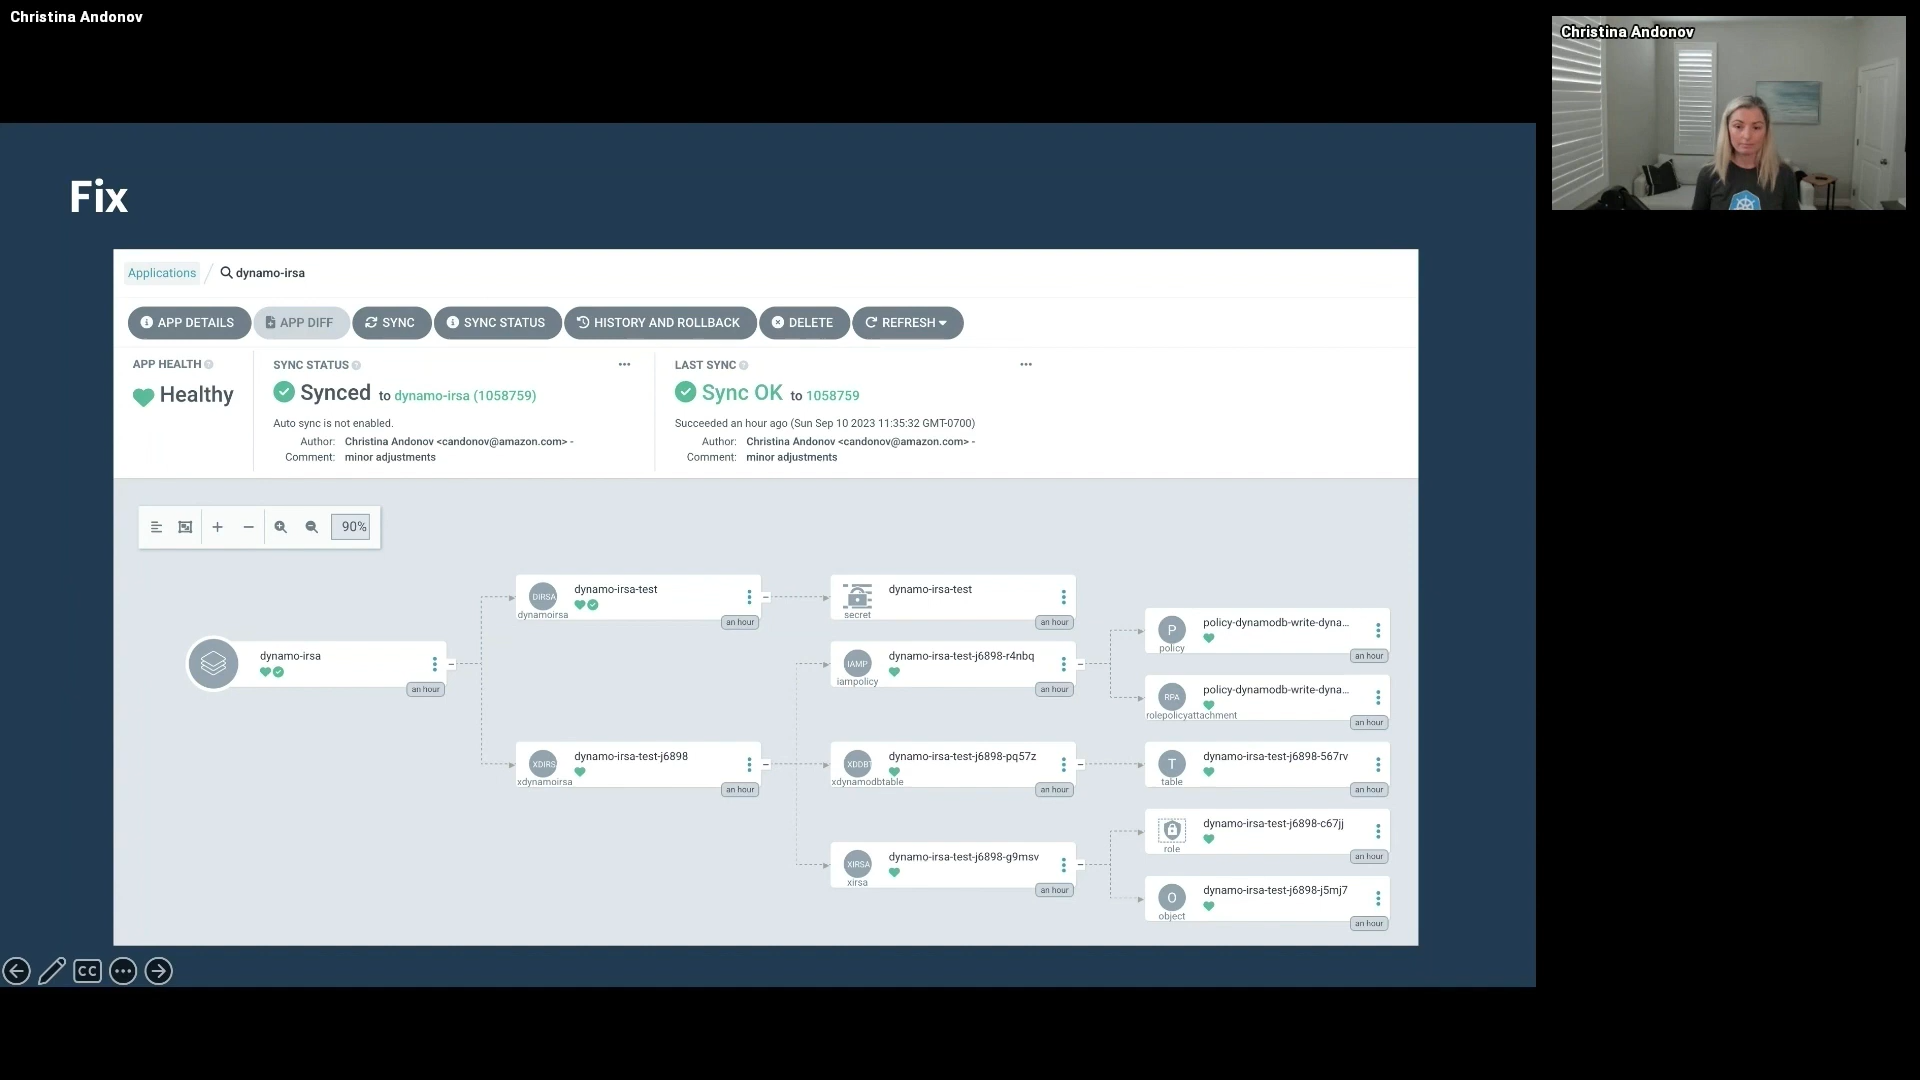 Christina Andonov
Christina Andonov
Fix
Applications / dynamo-irsa
APP DETAILS
APP DIFF
SYNC
SYNC STATUS
HISTORY AND ROLLBACK
DELETE
REFRESH
APP HEALTH
Healthy
SYNC STATUS
Synced to dynamo-irsa (1058759)
Auto sync is not enabled.
Author: Christina Andonov <candonov@amazon.com> -
Comment: minor adjustments
LAST SYNC
Sync OK to 1058759
Succeeded an hour ago (Sun Sep 10 2023 11:35:32 GMT-0700)
Author: Christina Andonov <candonov@amazon.com> -
Comment: minor adjustments
90%
dynamo-irsa
an hour
DIRSA
dynamoirsa
dynamo-irsa-test
an hour
XDIRS
xdynamoirsa
dynamo-irsa-test-j6898
an hour
secret
dynamo-irsa-test
an hour
IAMP
iampolicy
dynamo-irsa-test-j6898-r4nbq
an hour
XDDBT
xdynamodbtable
dynamo-irsa-test-j6898-pq57z
an hour
XIRSA
xirsa
dynamo-irsa-test-j6898-g9msv
an hour
P
policy
policy-dynamodb-write-dyna...
an hour
RPA
rolepolicyattachment
policy-dynamodb-write-dyna...
an hour
T
table
dynamo-irsa-test-j6898-567rv
an hour
role
dynamo-irsa-test-j6898-c67jj
an hour
O
object
dynamo-irsa-test-j6898-j5mj7
an hour
CC